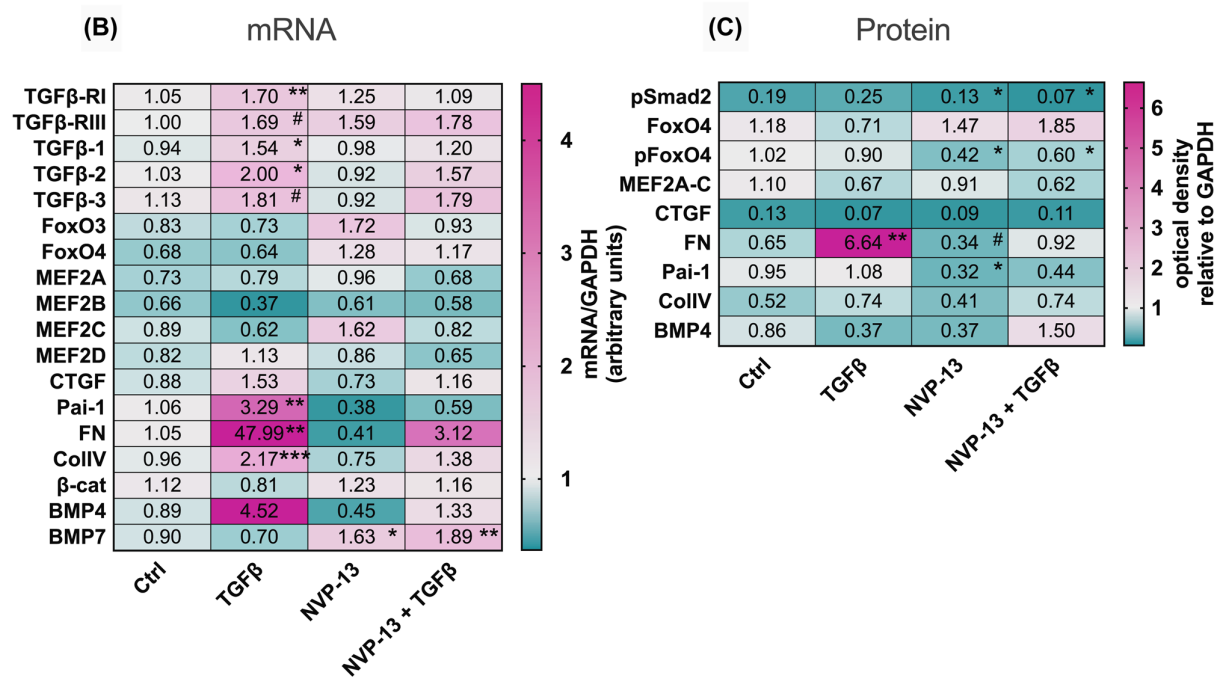 (B) mRNA
TGFβ-RI 1.05 1.70 ** 1.25 1.09
TGFβ-RIII 1.00 1.69 # 1.59 1.78
TGFβ-1 0.94 1.54 * 0.98 1.20
TGFβ-2 1.03 2.00 * 0.92 1.57
TGFβ-3 1.13 1.81 # 0.92 1.79
FoxO3 0.83 0.73 1.72 0.93
FoxO4 0.68 0.64 1.28 1.17
MEF2A 0.73 0.79 0.96 0.68
MEF2B 0.66 0.37 0.61 0.58
MEF2C 0.89 0.62 1.62 0.82
MEF2D 0.82 1.13 0.86 0.65
CTGF 0.88 1.53 0.73 1.16
Pai-1 1.06 3.29 ** 0.38 0.59
FN 1.05 47.99 ** 0.41 3.12
CollV 0.96 2.17 *** 0.75 1.38
β-cat 1.12 0.81 1.23 1.16
BMP4 0.89 4.52 0.45 1.33
BMP7 0.90 0.70 1.63 * 1.89 **
Ctrl TGFβ NVP-13 NVP-13 + TGFβ
4
3
2
1
mRNA/GAPDH
(arbitrary units)
(C) Protein
pSmad2 0.19 0.25 0.13 * 0.07 *
FoxO4 1.18 0.71 1.47 1.85
pFoxO4 1.02 0.90 0.42 * 0.60 *
MEF2A-C 1.10 0.67 0.91 0.62
CTGF 0.13 0.07 0.09 0.11
FN 0.65 6.64 ** 0.34 # 0.92
Pai-1 0.95 1.08 0.32 * 0.44
CollV 0.52 0.74 0.41 0.74
BMP4 0.86 0.37 0.37 1.50
Ctrl TGFβ NVP-13 NVP-13 + TGFβ
6
5
4
3
2
1
optical density
relative to GAPDH